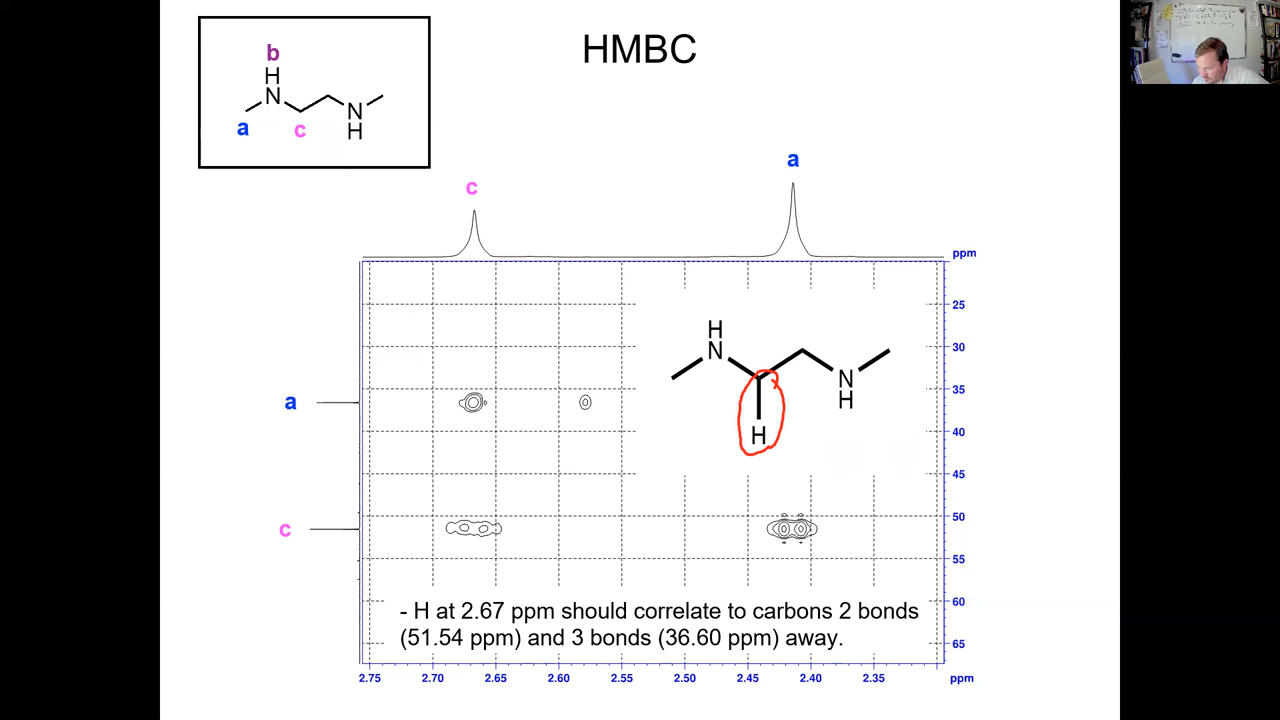 HMBC
b
H
N
a
c
N
H
a
c
ppm
25
30
35
40
45
50
55
60
65
a
c
H
N
N
H
H
- H at 2.67 ppm should correlate to carbons 2 bonds
(51.54 ppm) and 3 bonds (36.60 ppm) away.
2.75 2.70 2.65 2.60 2.55 2.50 2.45 2.40 2.35 ppm